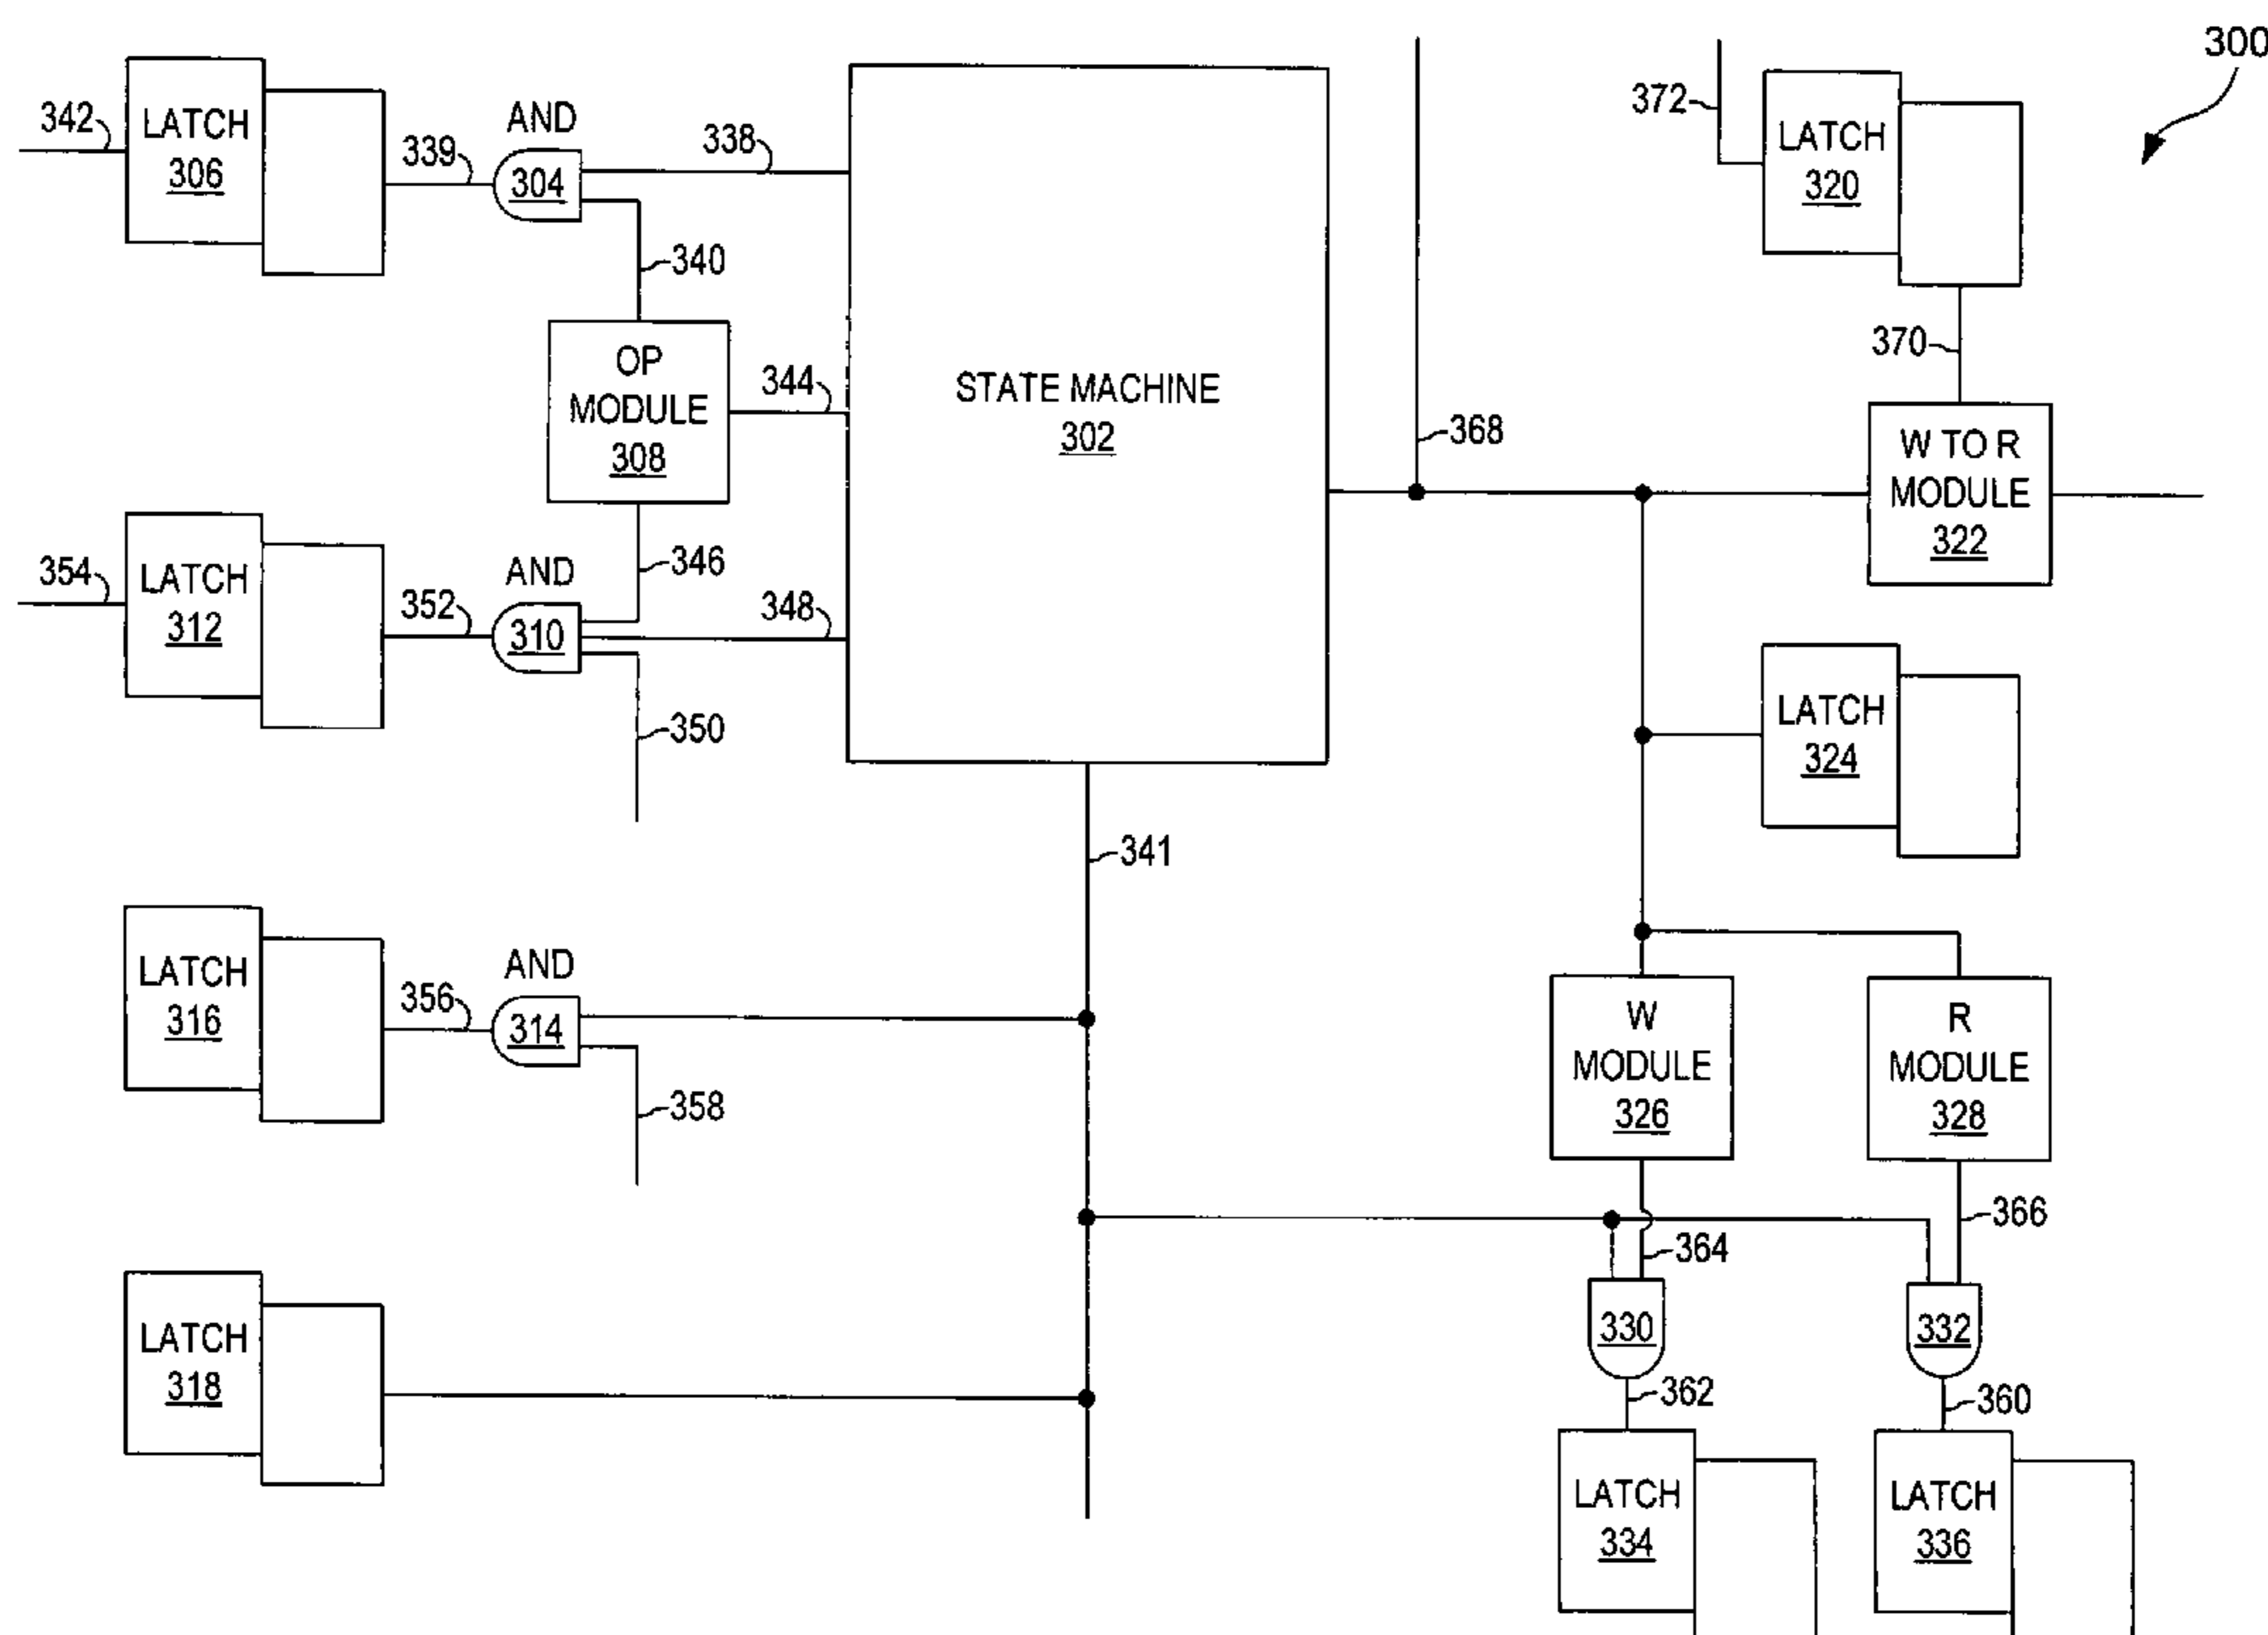 300
342
LATCH
306
339
AND
304
338
340
372
LATCH
320
370
OP
MODULE
308
344
STATE MACHINE
302
368
W TO R
MODULE
322
354
LATCH
312
352
AND
310
346
348
350
LATCH
324
341
LATCH
316
356
AND
314
358
W
MODULE
326
R
MODULE
328
364
366
LATCH
318
330
332
362
360
LATCH
334
LATCH
336